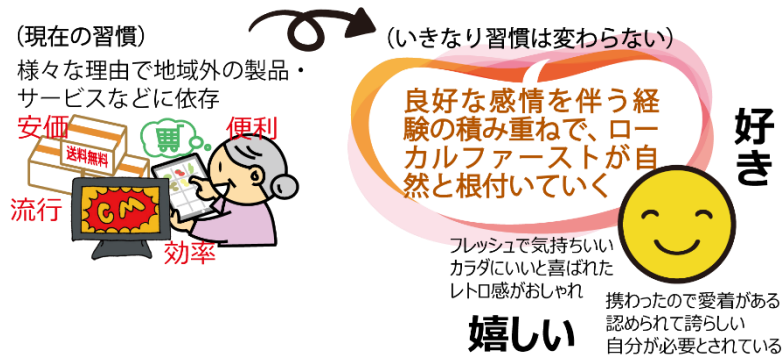 (現在の習慣)
様々な理由で地域外の製品・
サービスなどに依存
安価
便利
送料無料
流行
CM
効率
(いきなり習慣は変わらない)
良好な感情を伴う経
験の積み重ねで、ロー
カルファーストが自
然と根付いていく
好き
フレッシュで気持ちいい
カラダにいいと喜ばれた
レトロ感がおしゃれ
嬉しい
携わったので愛着がある
認められて誇らしい
自分が必要とされている